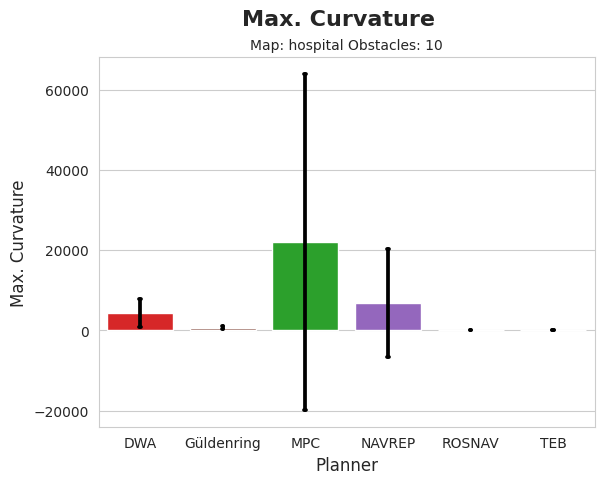 Max. Curvature
Map: hospital Obstacles: 10
Max. Curvature
60000
40000
20000
0
−20000
DWA Güldenring MPC NAVREP ROSNAV TEB
Planner